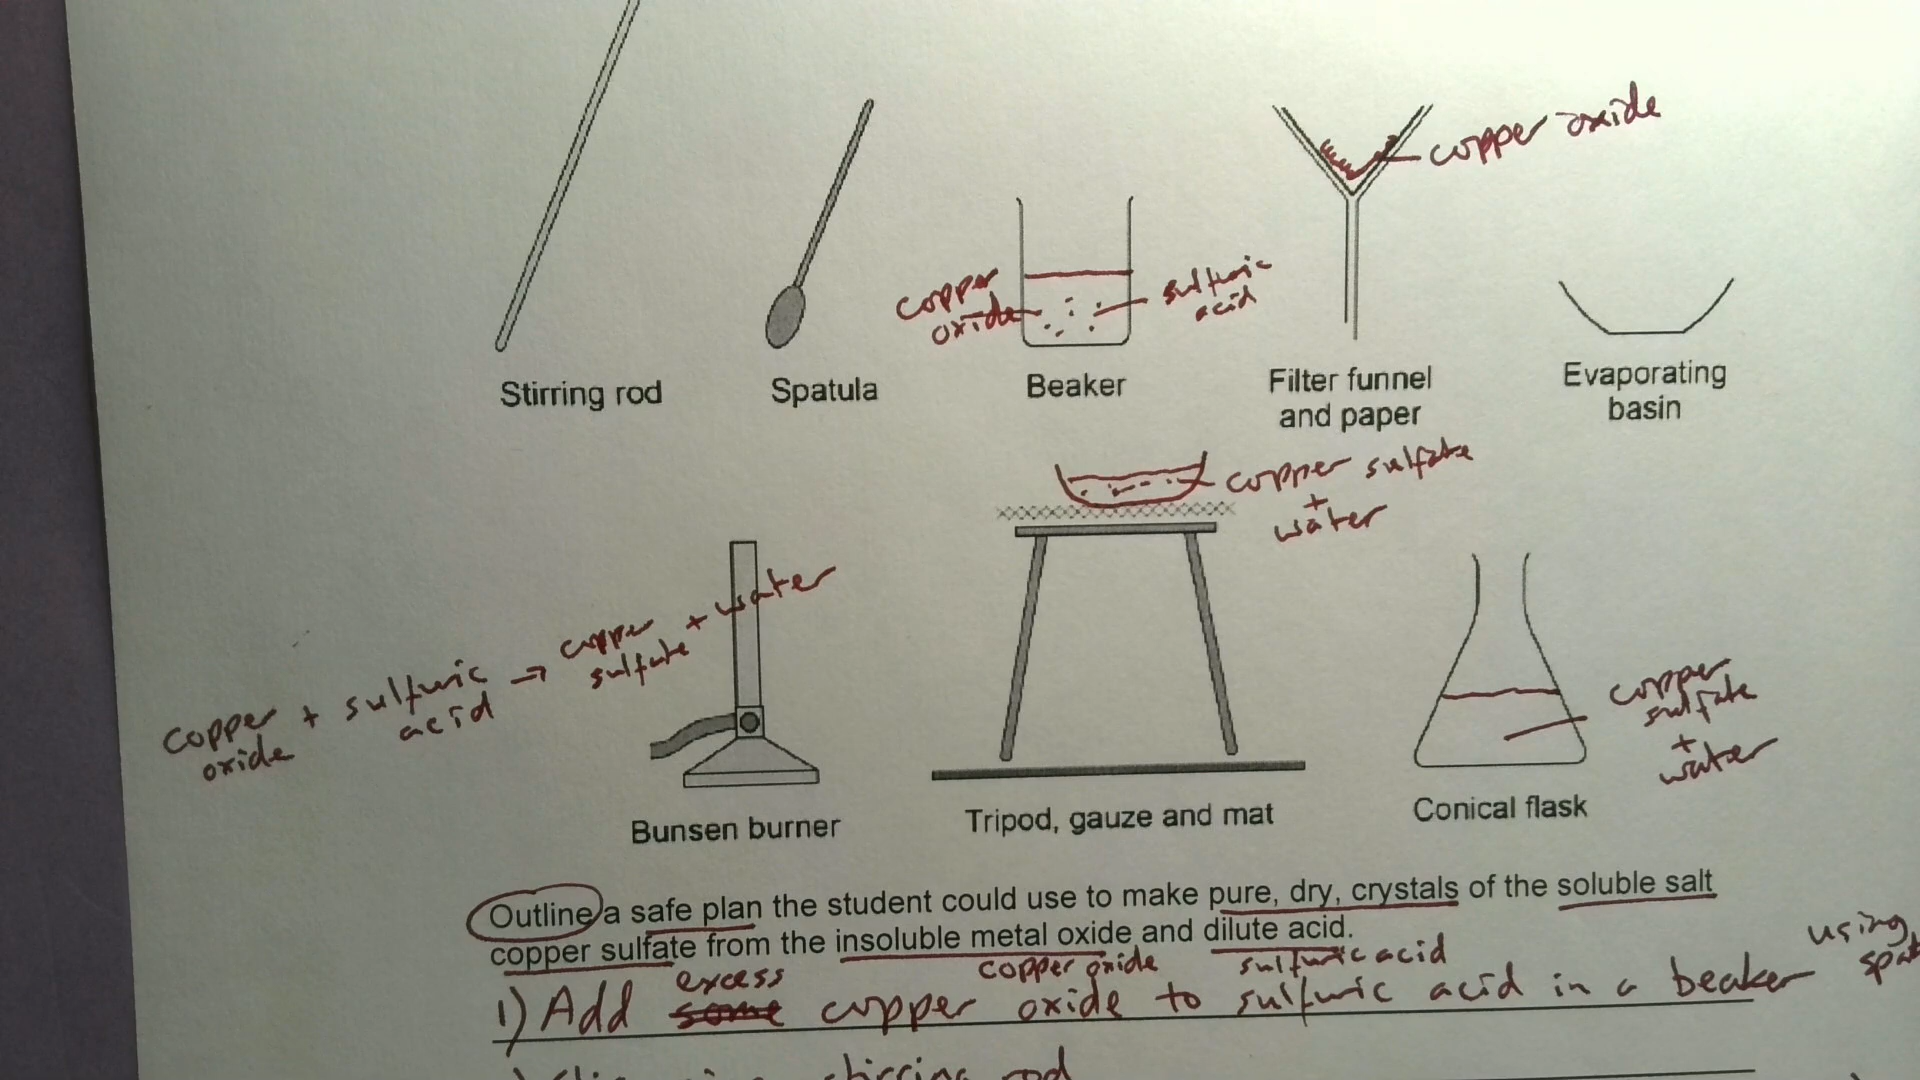 copper oxide
copper
oxide
sulfuric
acid
Stirring rod
Spatula
Beaker
Filter funnel
and paper
Evaporating
basin
copper sulfate
+
water
copper + sulfuric → copper + water
oxide acid sulfate
copper
sulfate
+
water
Bunsen burner
Tripod, gauze and mat
Conical flask
Outline a safe plan the student could use to make pure, dry, crystals of the soluble salt
copper sulfate from the insoluble metal oxide and dilute acid.
excess copper oxide sulfuric acid
using
1) Add some copper oxide to sulfuric acid in a beaker
stirring rod